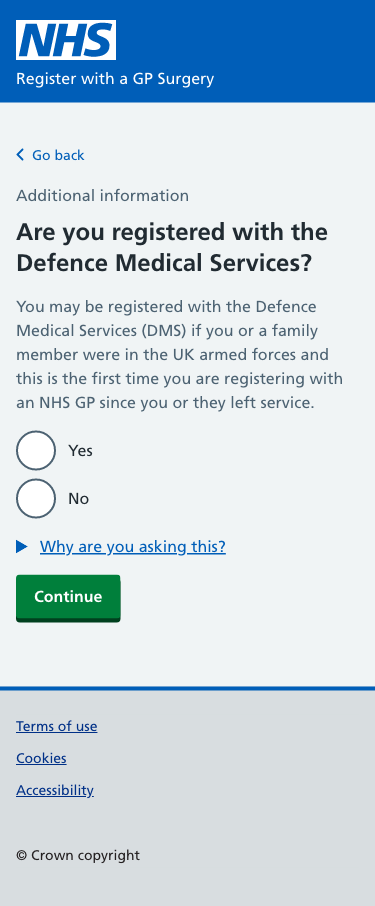 NHS
Register with a GP Surgery
Go back
Additional information
Are you registered with the
Defence Medical Services?
You may be registered with the Defence
Medical Services (DMS) if you or a family
member were in the UK armed forces and
this is the first time you are registering with
an NHS GP since you or they left service.
Yes
No
Why are you asking this?
Continue
Terms of use
Cookies
Accessibility
© Crown copyright